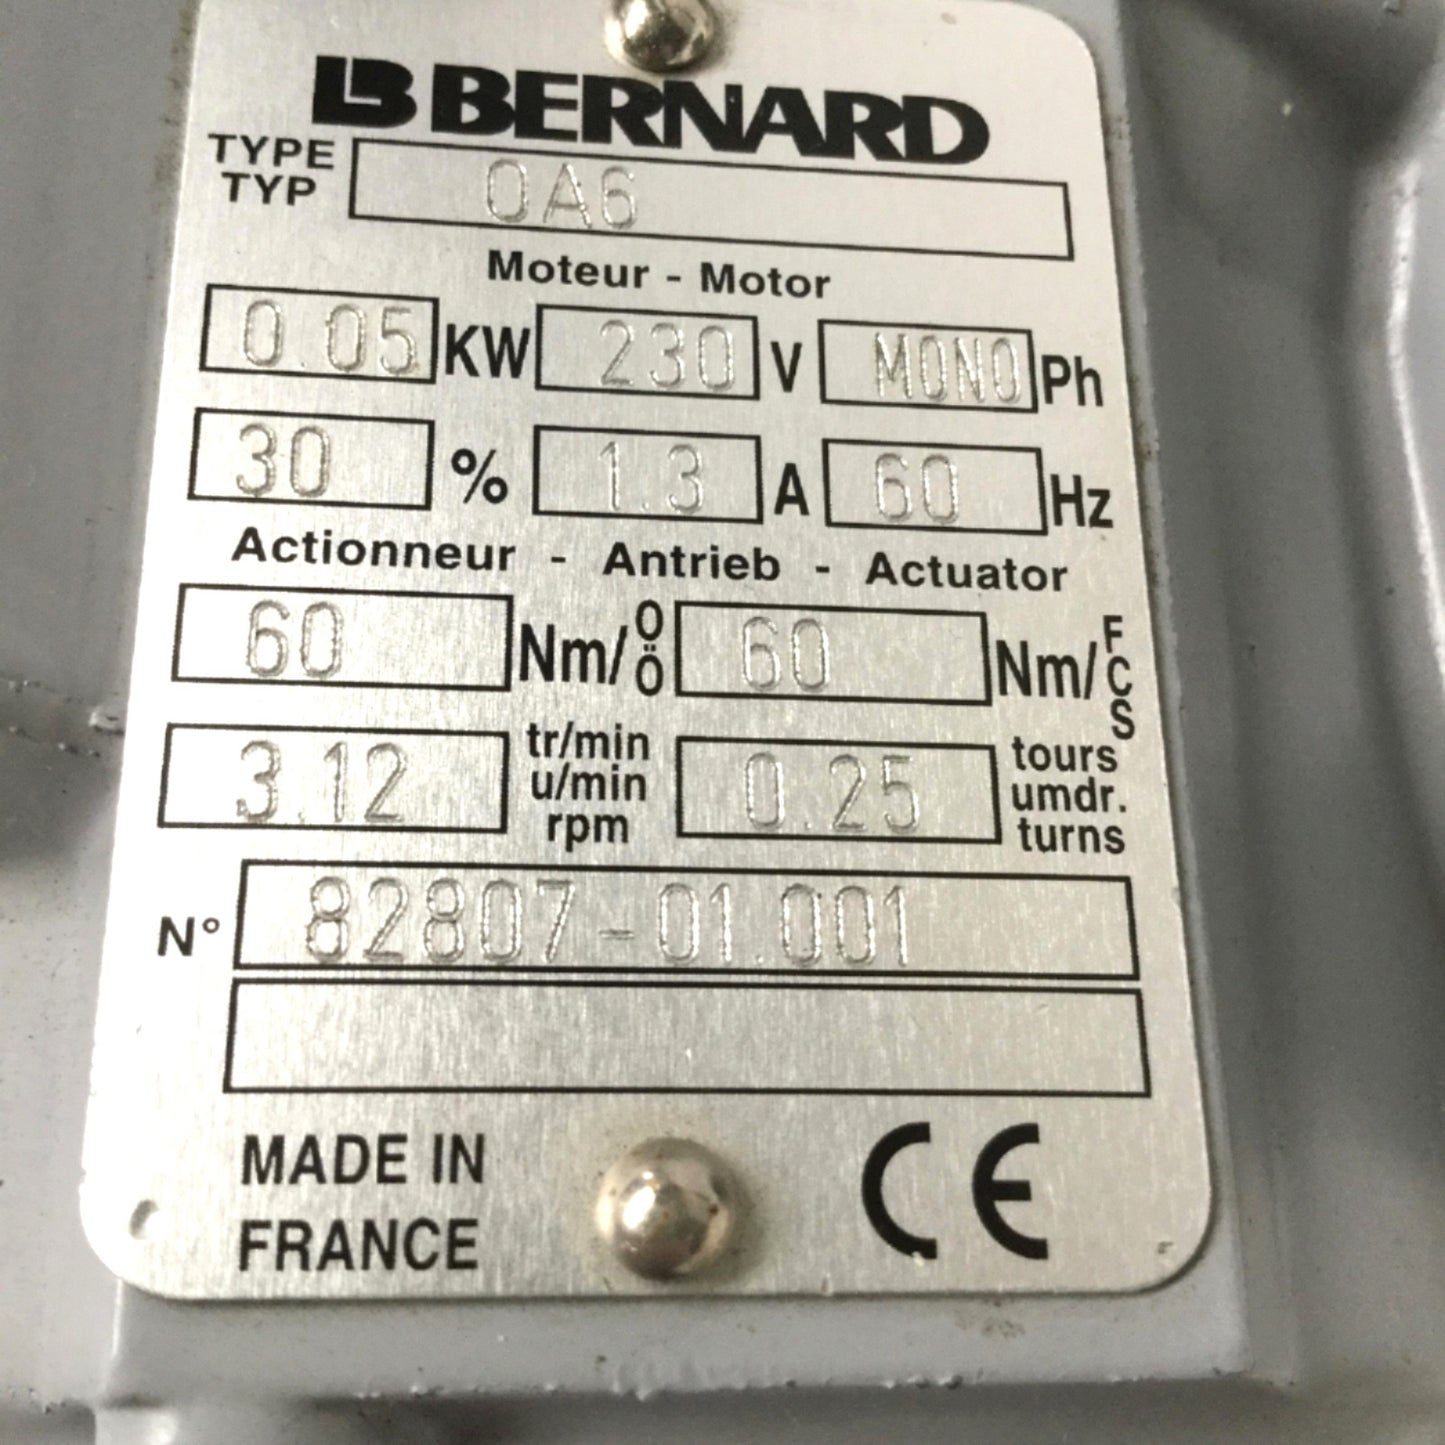 LB BERNARD
TYPE
TYP
OA6
Moteur - Motor
0.05 KW 230 V MONO Ph
30 % 1.3 A 60 Hz
Actionneur - Antrieb - Actuator
60 Nm/ O Ö 60 Nm/ F C S
3.12 tr/min u/min rpm 0.25 tours umdr. turns
N° 82807-01.001
MADE IN
FRANCE
CE